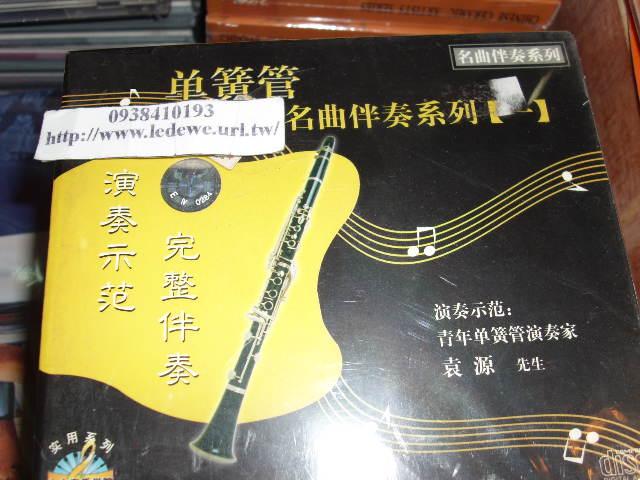 名曲伴奏系列
单簧管
0938410193
http://www.ledewe.url.tw/
名曲伴奏系列【一】
演奏示范
完整伴奏
演奏示范：
青年单簧管演奏家
袁源 先生
实用系列